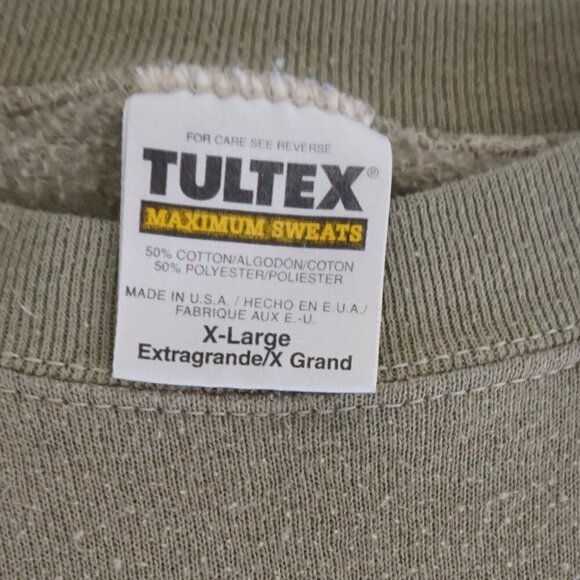 FOR CARE SEE REVERSE
TULTEX®
MAXIMUM SWEATS
50% COTTON/ALGODÓN/COTON
50% POLYESTER/POLIESTER
MADE IN U.S.A. / HECHO EN E.U.A./
FABRIQUE AUX E.-U.
X-Large
Extragrande/X Grand